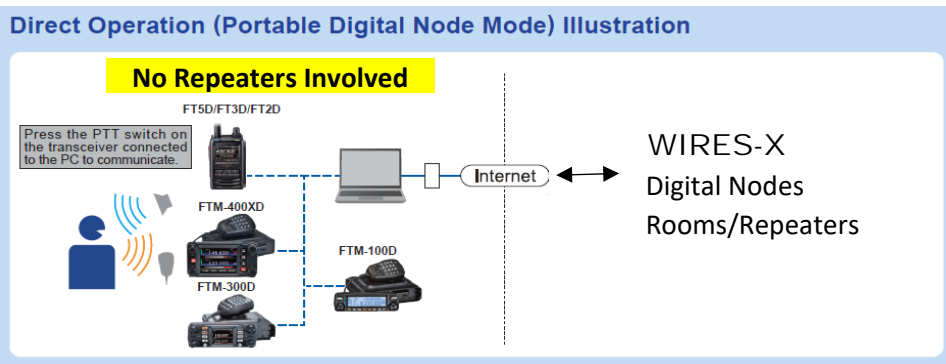 Direct Operation (Portable Digital Node Mode) Illustration
No Repeaters Involved
FT5D/FT3D/FT2D
Press the PTT switch on
the transceiver connected
to the PC to communicate.
Internet
WIRES-X
Digital Nodes
Rooms/Repeaters
FTM-400XD
FTM-100D
FTM-300D